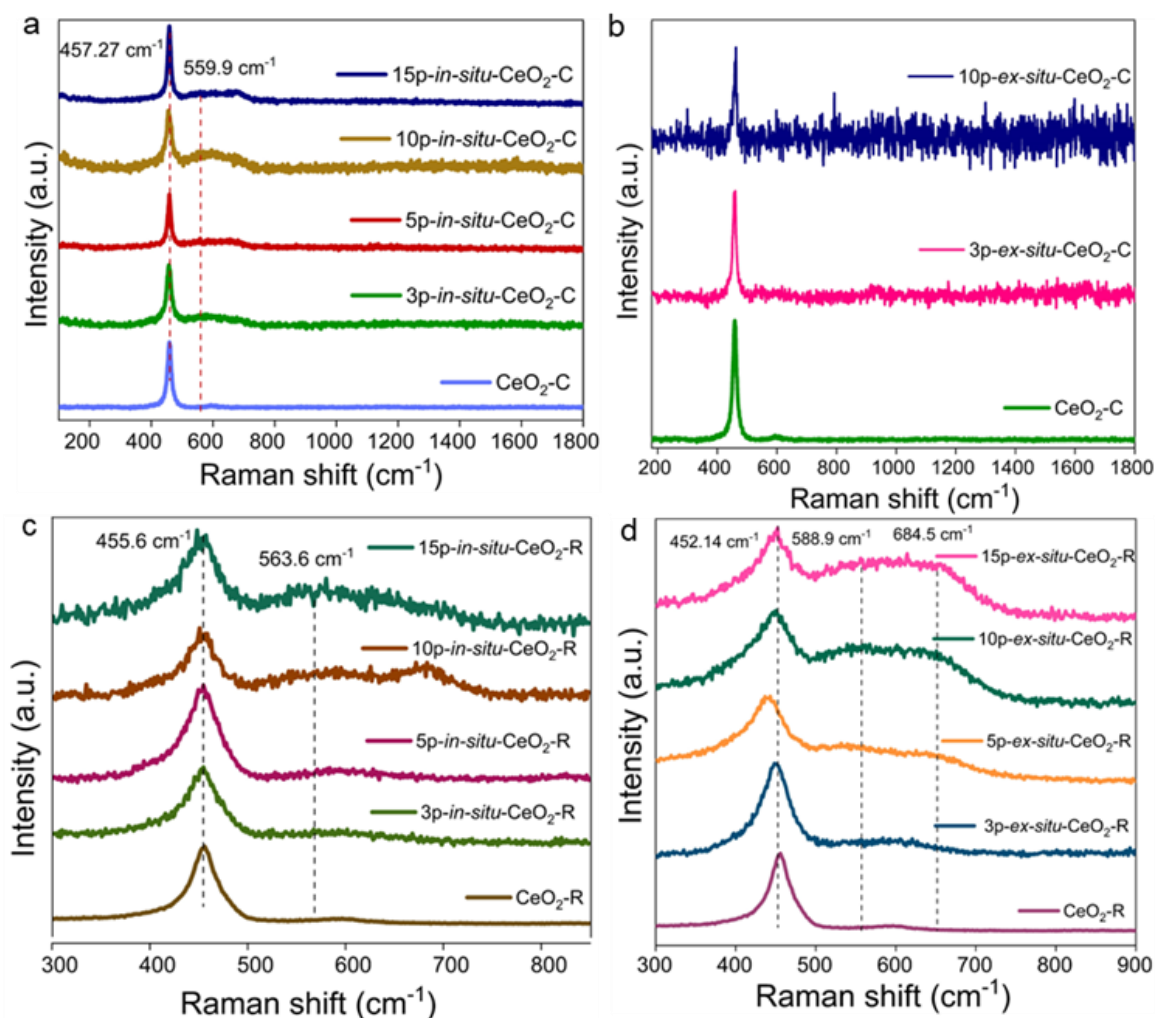 a
457.27 cm⁻¹
559.9 cm⁻¹
15p-in-situ-CeO₂-C
10p-in-situ-CeO₂-C
5p-in-situ-CeO₂-C
3p-in-situ-CeO₂-C
CeO₂-C
Intensity (a.u.)
200 400 600 800 1000 1200 1400 1600 1800
Raman shift (cm⁻¹)
b
10p-ex-situ-CeO₂-C
3p-ex-situ-CeO₂-C
CeO₂-C
Intensity (a.u.)
200 400 600 800 1000 1200 1400 1600 1800
Raman shift (cm⁻¹)
c
455.6 cm⁻¹
563.6 cm⁻¹
15p-in-situ-CeO₂-R
10p-in-situ-CeO₂-R
5p-in-situ-CeO₂-R
3p-in-situ-CeO₂-R
CeO₂-R
Intensity (a.u.)
300 400 500 600 700 800
Raman shift (cm⁻¹)
d
452.14 cm⁻¹
588.9 cm⁻¹
684.5 cm⁻¹
15p-ex-situ-CeO₂-R
10p-ex-situ-CeO₂-R
5p-ex-situ-CeO₂-R
3p-ex-situ-CeO₂-R
CeO₂-R
Intensity (a.u.)
300 400 500 600 700 800 900
Raman shift (cm⁻¹)